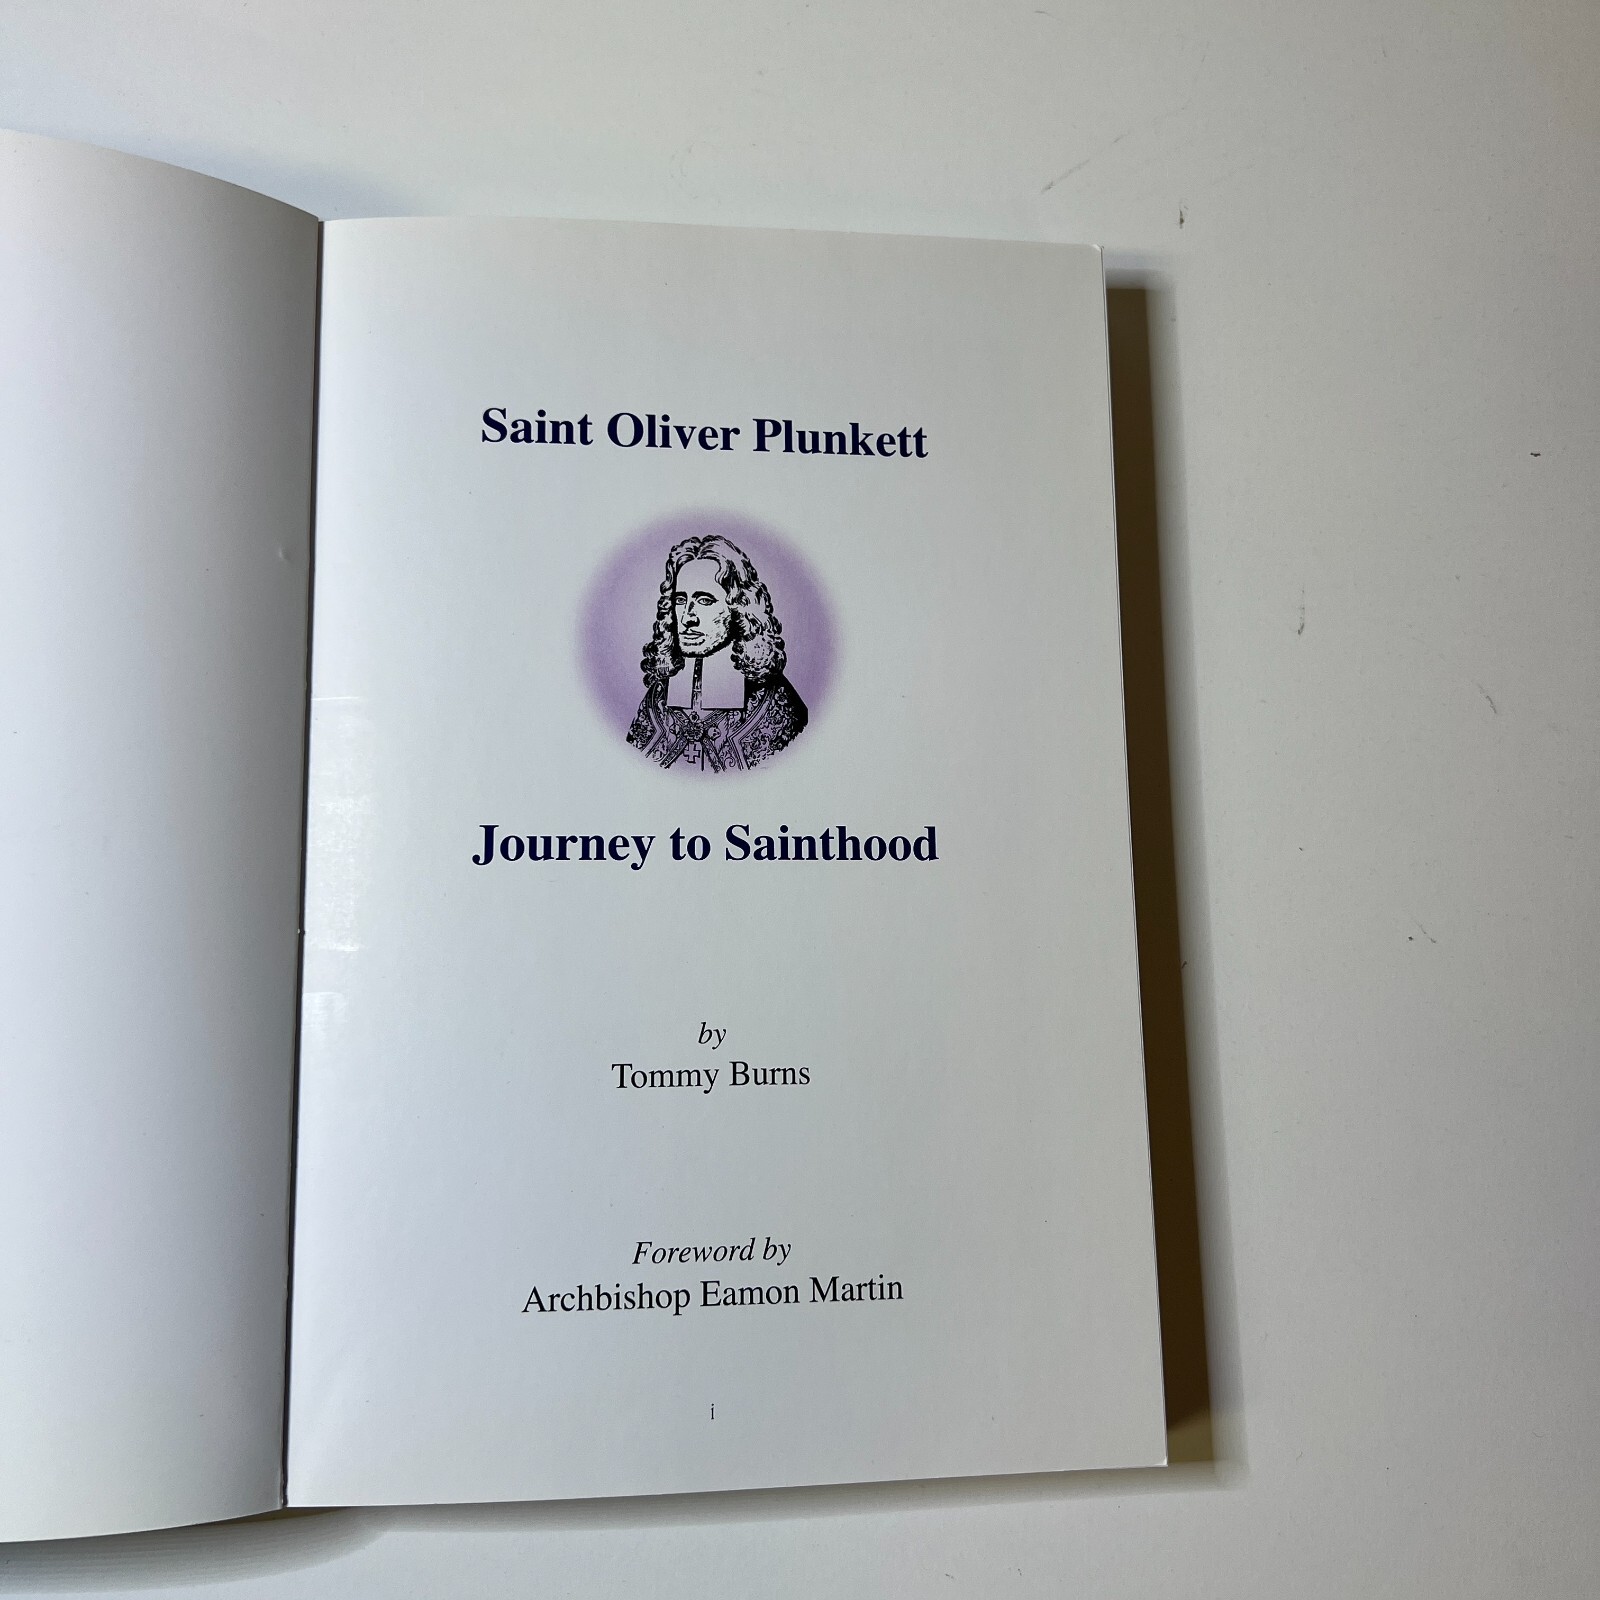 Saint Oliver Plunkett
Journey to Sainthood
by
Tommy Burns
Foreword by
Archbishop Eamon Martin
i